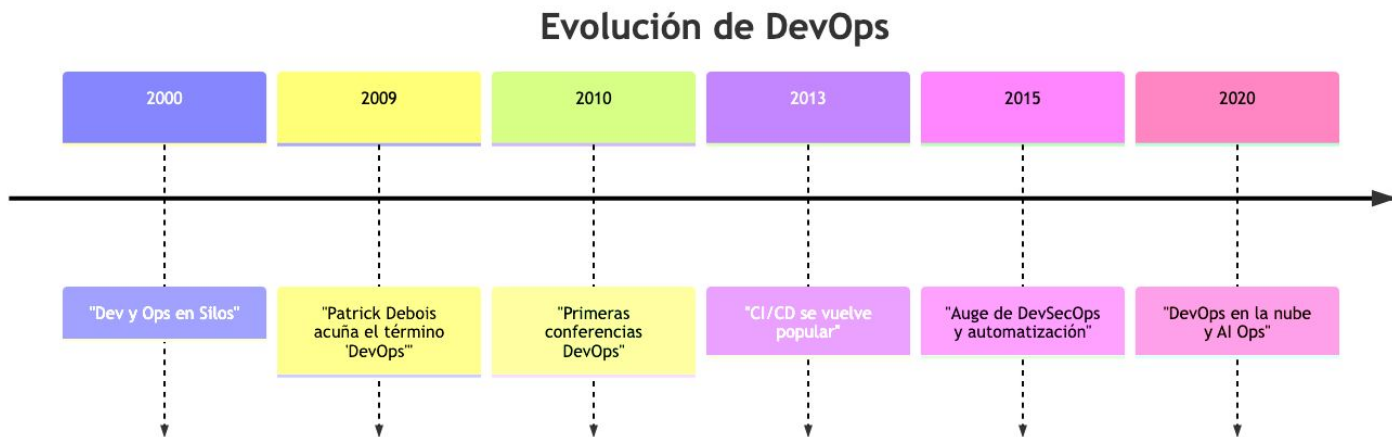 Evolución de DevOps
2000
2009
2010
2013
2015
2020
"Dev y Ops en Silos"
"Patrick Debois
acuña el término
'DevOps'"
"Primeras
conferencias
DevOps"
"CI/CD se vuelve
popular"
"Auge de DevSecOps
y automatización"
"DevOps en la nube
y AI Ops"